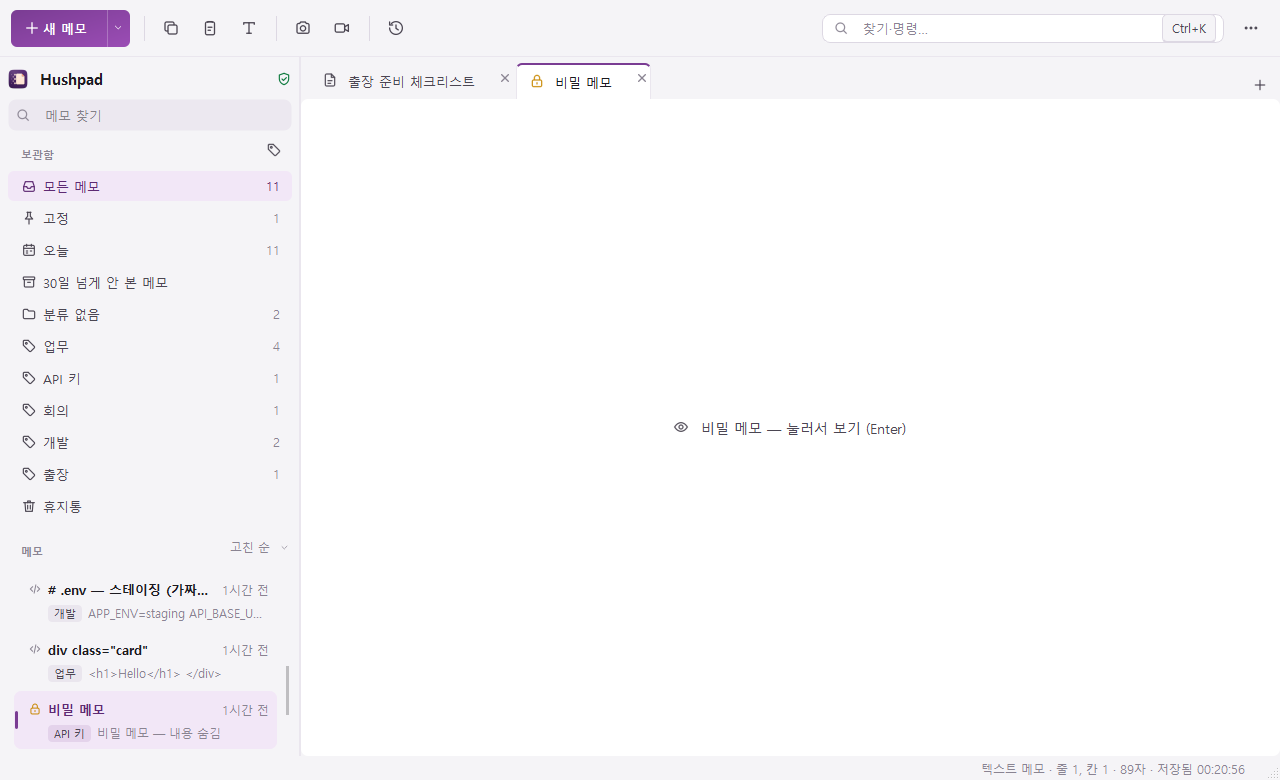 새 메모
찾기·명령...
Ctrl+K
Hushpad
출장 준비 체크리스트
비밀 메모
메모 찾기
보관함
모든 메모 11
고정 1
오늘 11
30일 넘게 안 본 메모
분류 없음 2
업무 4
API 키 1
회의 1
개발 2
출장 1
휴지통
메모 고친 순
# .env — 스테이징 (가짜... 1시간 전
개발 APP_ENV=staging API_BASE_U...
div class="card" 1시간 전
업무 <h1>Hello</h1> </div>
비밀 메모 1시간 전
API 키 비밀 메모 — 내용 숨김
비밀 메모 — 눌러서 보기 (Enter)
텍스트 메모 · 줄 1, 칸 1 · 89자 · 저장됨 00:20:56